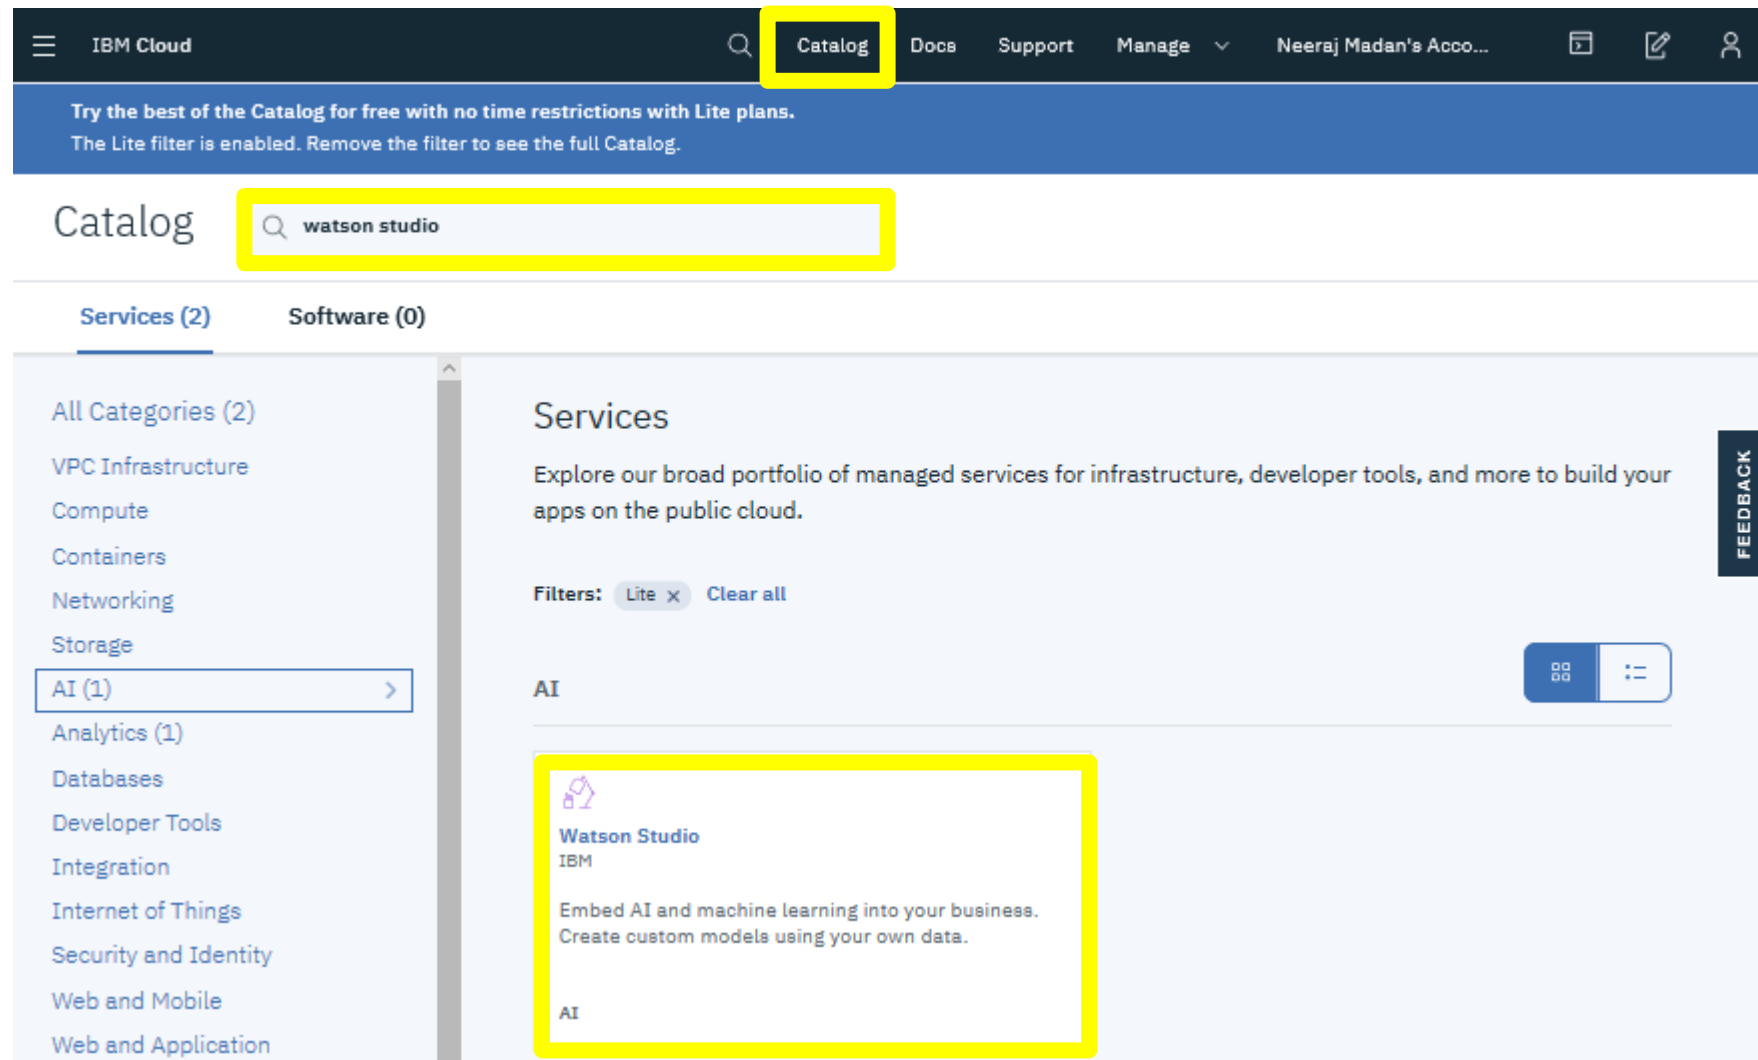 IBM Cloud
Catalog
Docs
Support
Manage
Neeraj Madan's Acco...
Try the best of the Catalog for free with no time restrictions with Lite plans.
The Lite filter is enabled. Remove the filter to see the full Catalog.
Catalog
watson studio
Services (2)
Software (0)
All Categories (2)
VPC Infrastructure
Compute
Containers
Networking
Storage
AI (1)
Analytics (1)
Databases
Developer Tools
Integration
Internet of Things
Security and Identity
Web and Mobile
Web and Application
Services
Explore our broad portfolio of managed services for infrastructure, developer tools, and more to build your
apps on the public cloud.
Filters: Lite x Clear all
AI
Watson Studio
IBM
Embed AI and machine learning into your business.
Create custom models using your own data.
AI
FEEDBACK